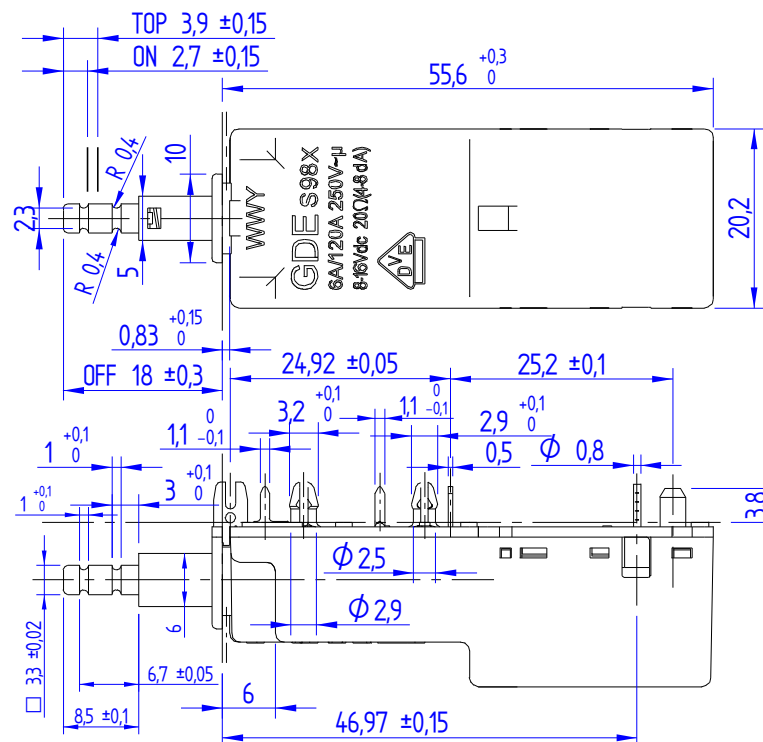 TOP 3,9 ±0,15
ON 2,7 ±0,15
55,6 +0,3 0
R 0,4
10
2,3
R 0,4
5
WWY
GDE S98X
6A/120A 250V~µ
8-16Vdc 20Ω(4-6 dA)
VDE
20,2
0,83 +0,15 0
OFF 18 ±0,3
24,92 ±0,05
25,2 ±0,1
1 +0,1 0
1,1 0 -0,1
3,2 +0,1 0
1,1 0 -0,1
2,9 +0,1 0
0,5
Φ 0,8
1 +0,1 0
3 +0,1 0
3,8
Φ 2,5
Φ 2,9
□ 3,3 ±0,02
6
6,7 ±0,05
8,5 ±0,1
6
46,97 ±0,15